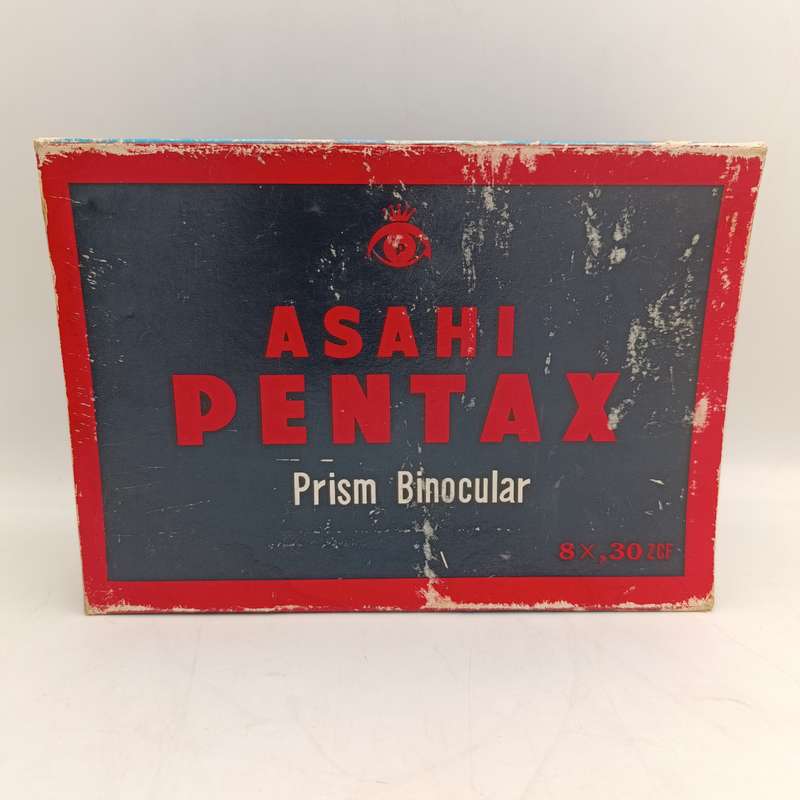 P
ASAHI
PENTAX
Prism Binocular
8×,30 ZCF